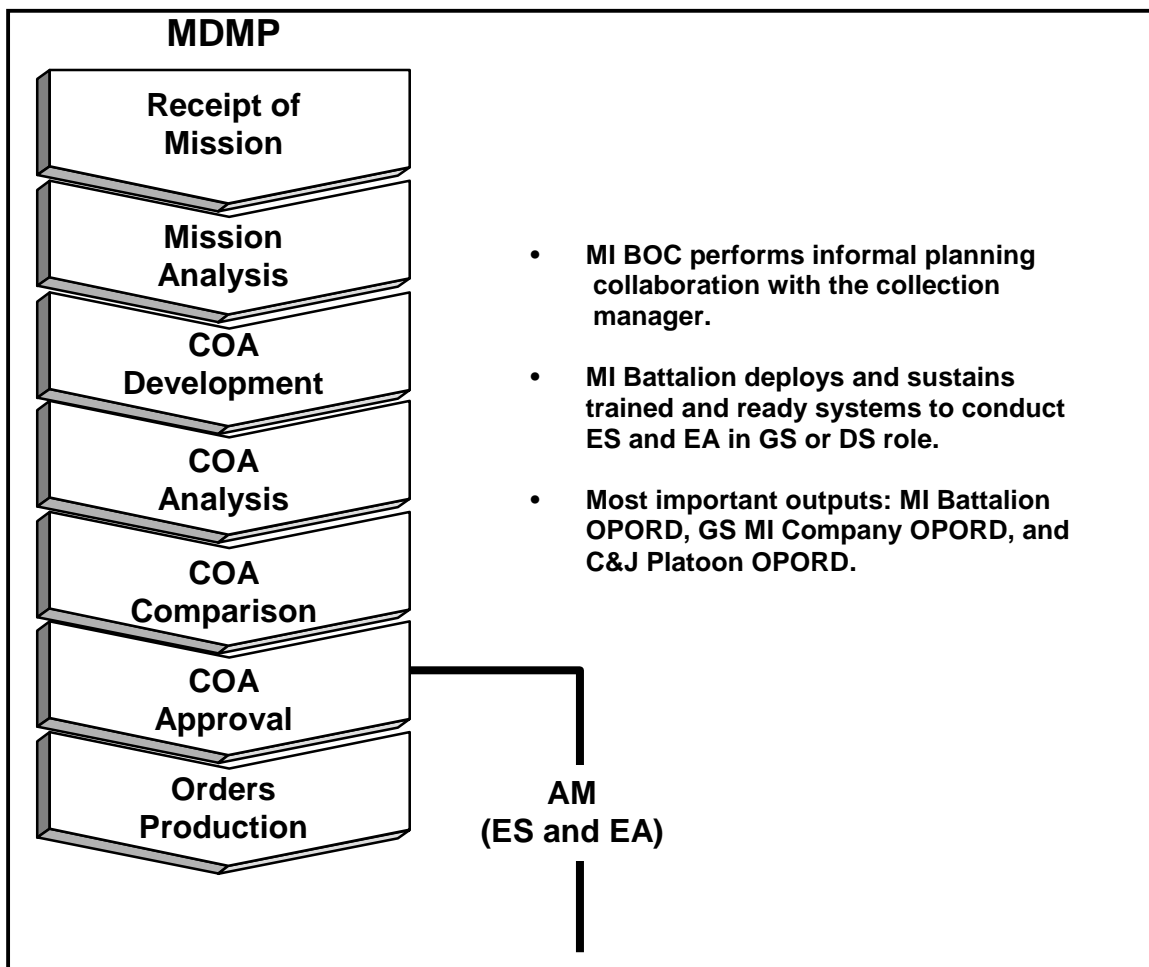 MDMP
Receipt of
Mission
Mission
Analysis
COA
Development
COA
Analysis
COA
Comparison
COA
Approval
Orders
Production
• MI BOC performs informal planning
collaboration with the collection
manager.
• MI Battalion deploys and sustains
trained and ready systems to conduct
ES and EA in GS or DS role.
• Most important outputs: MI Battalion
OPORD, GS MI Company OPORD, and
C&J Platoon OPORD.
AM
(ES and EA)